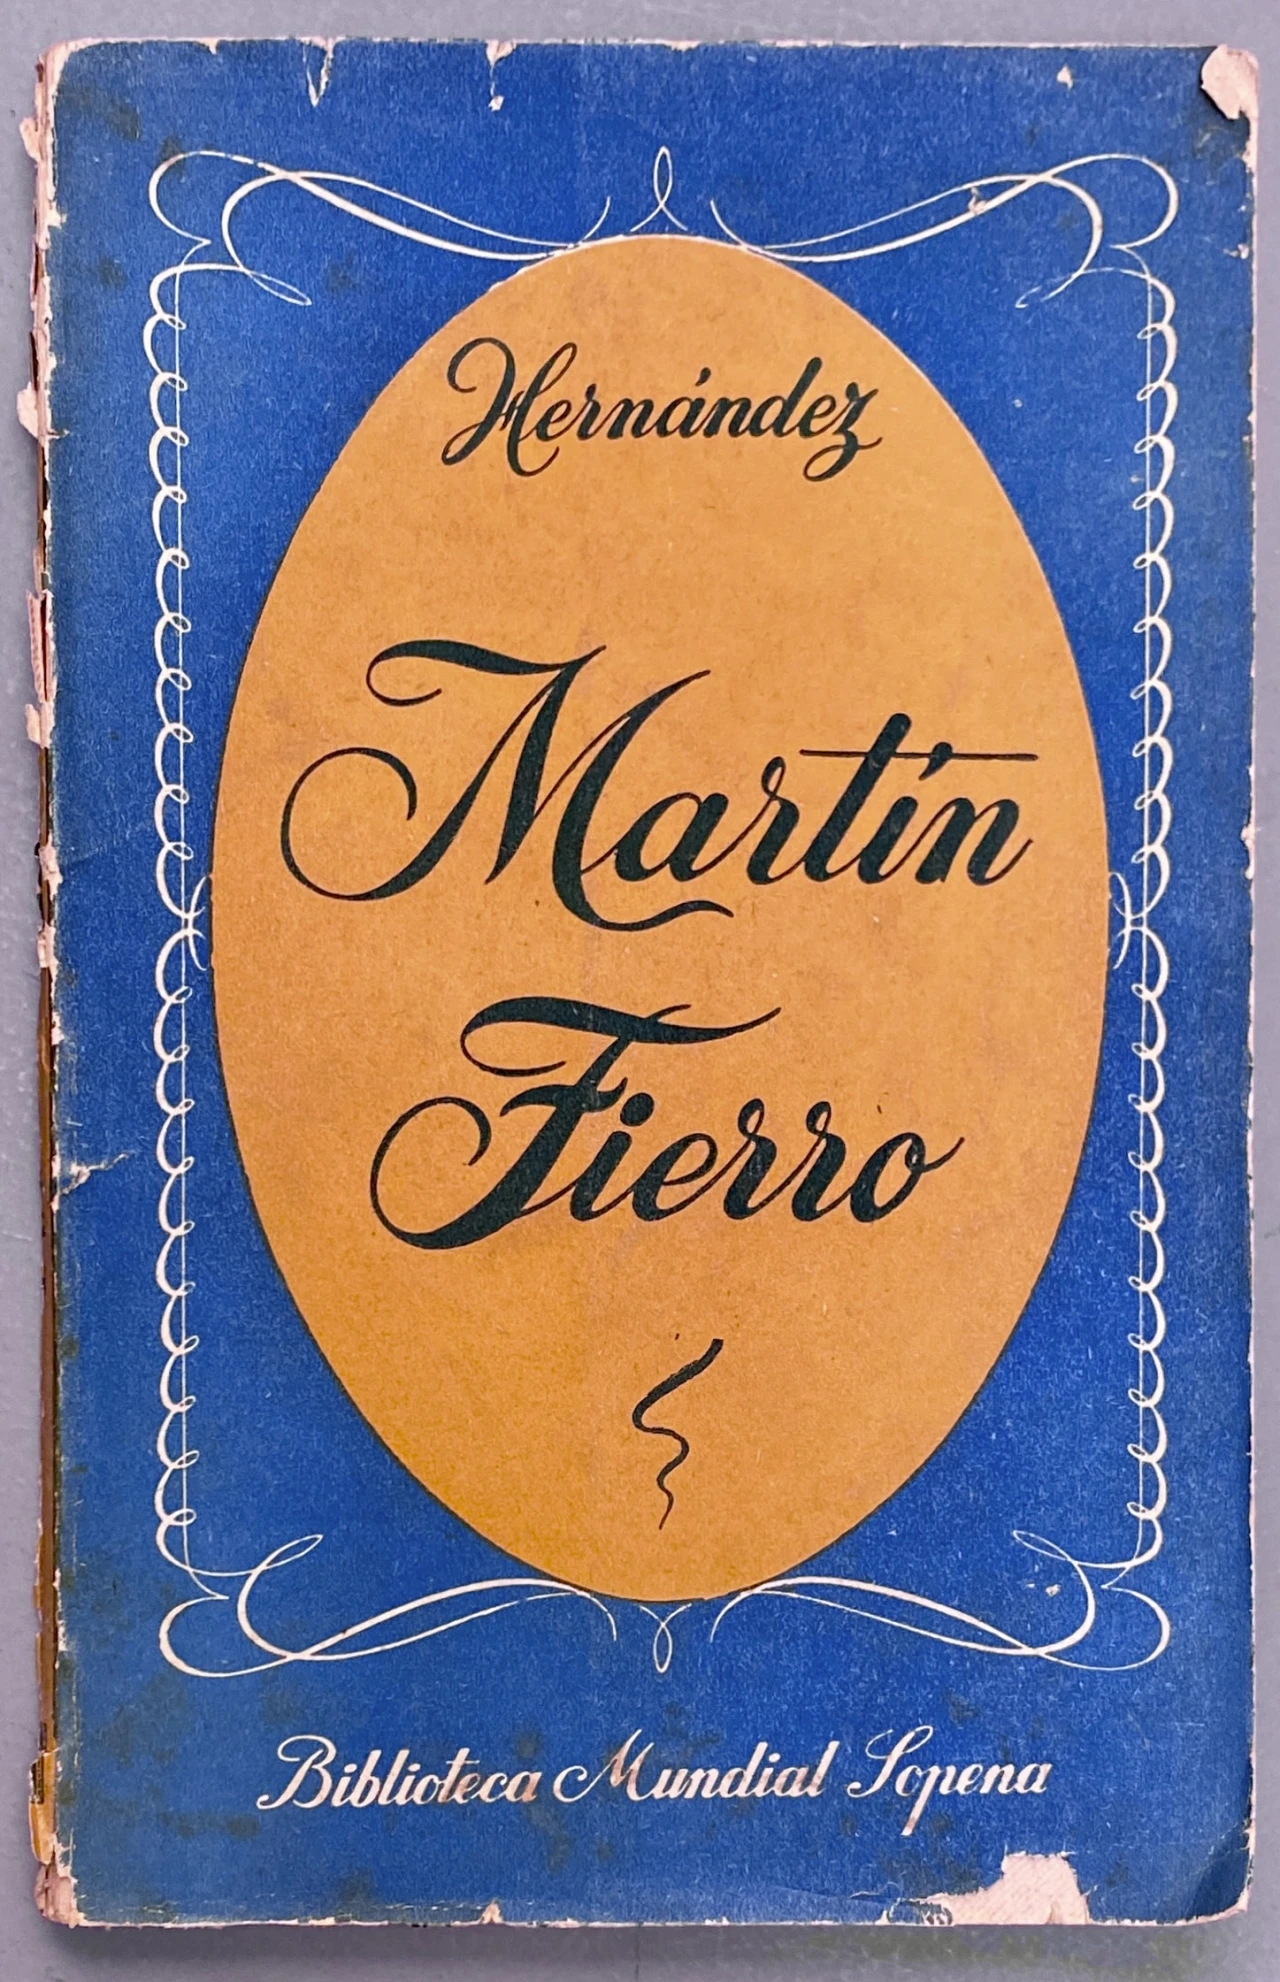 Hernández
Martín
Fierro
Biblioteca Mundial Sopena